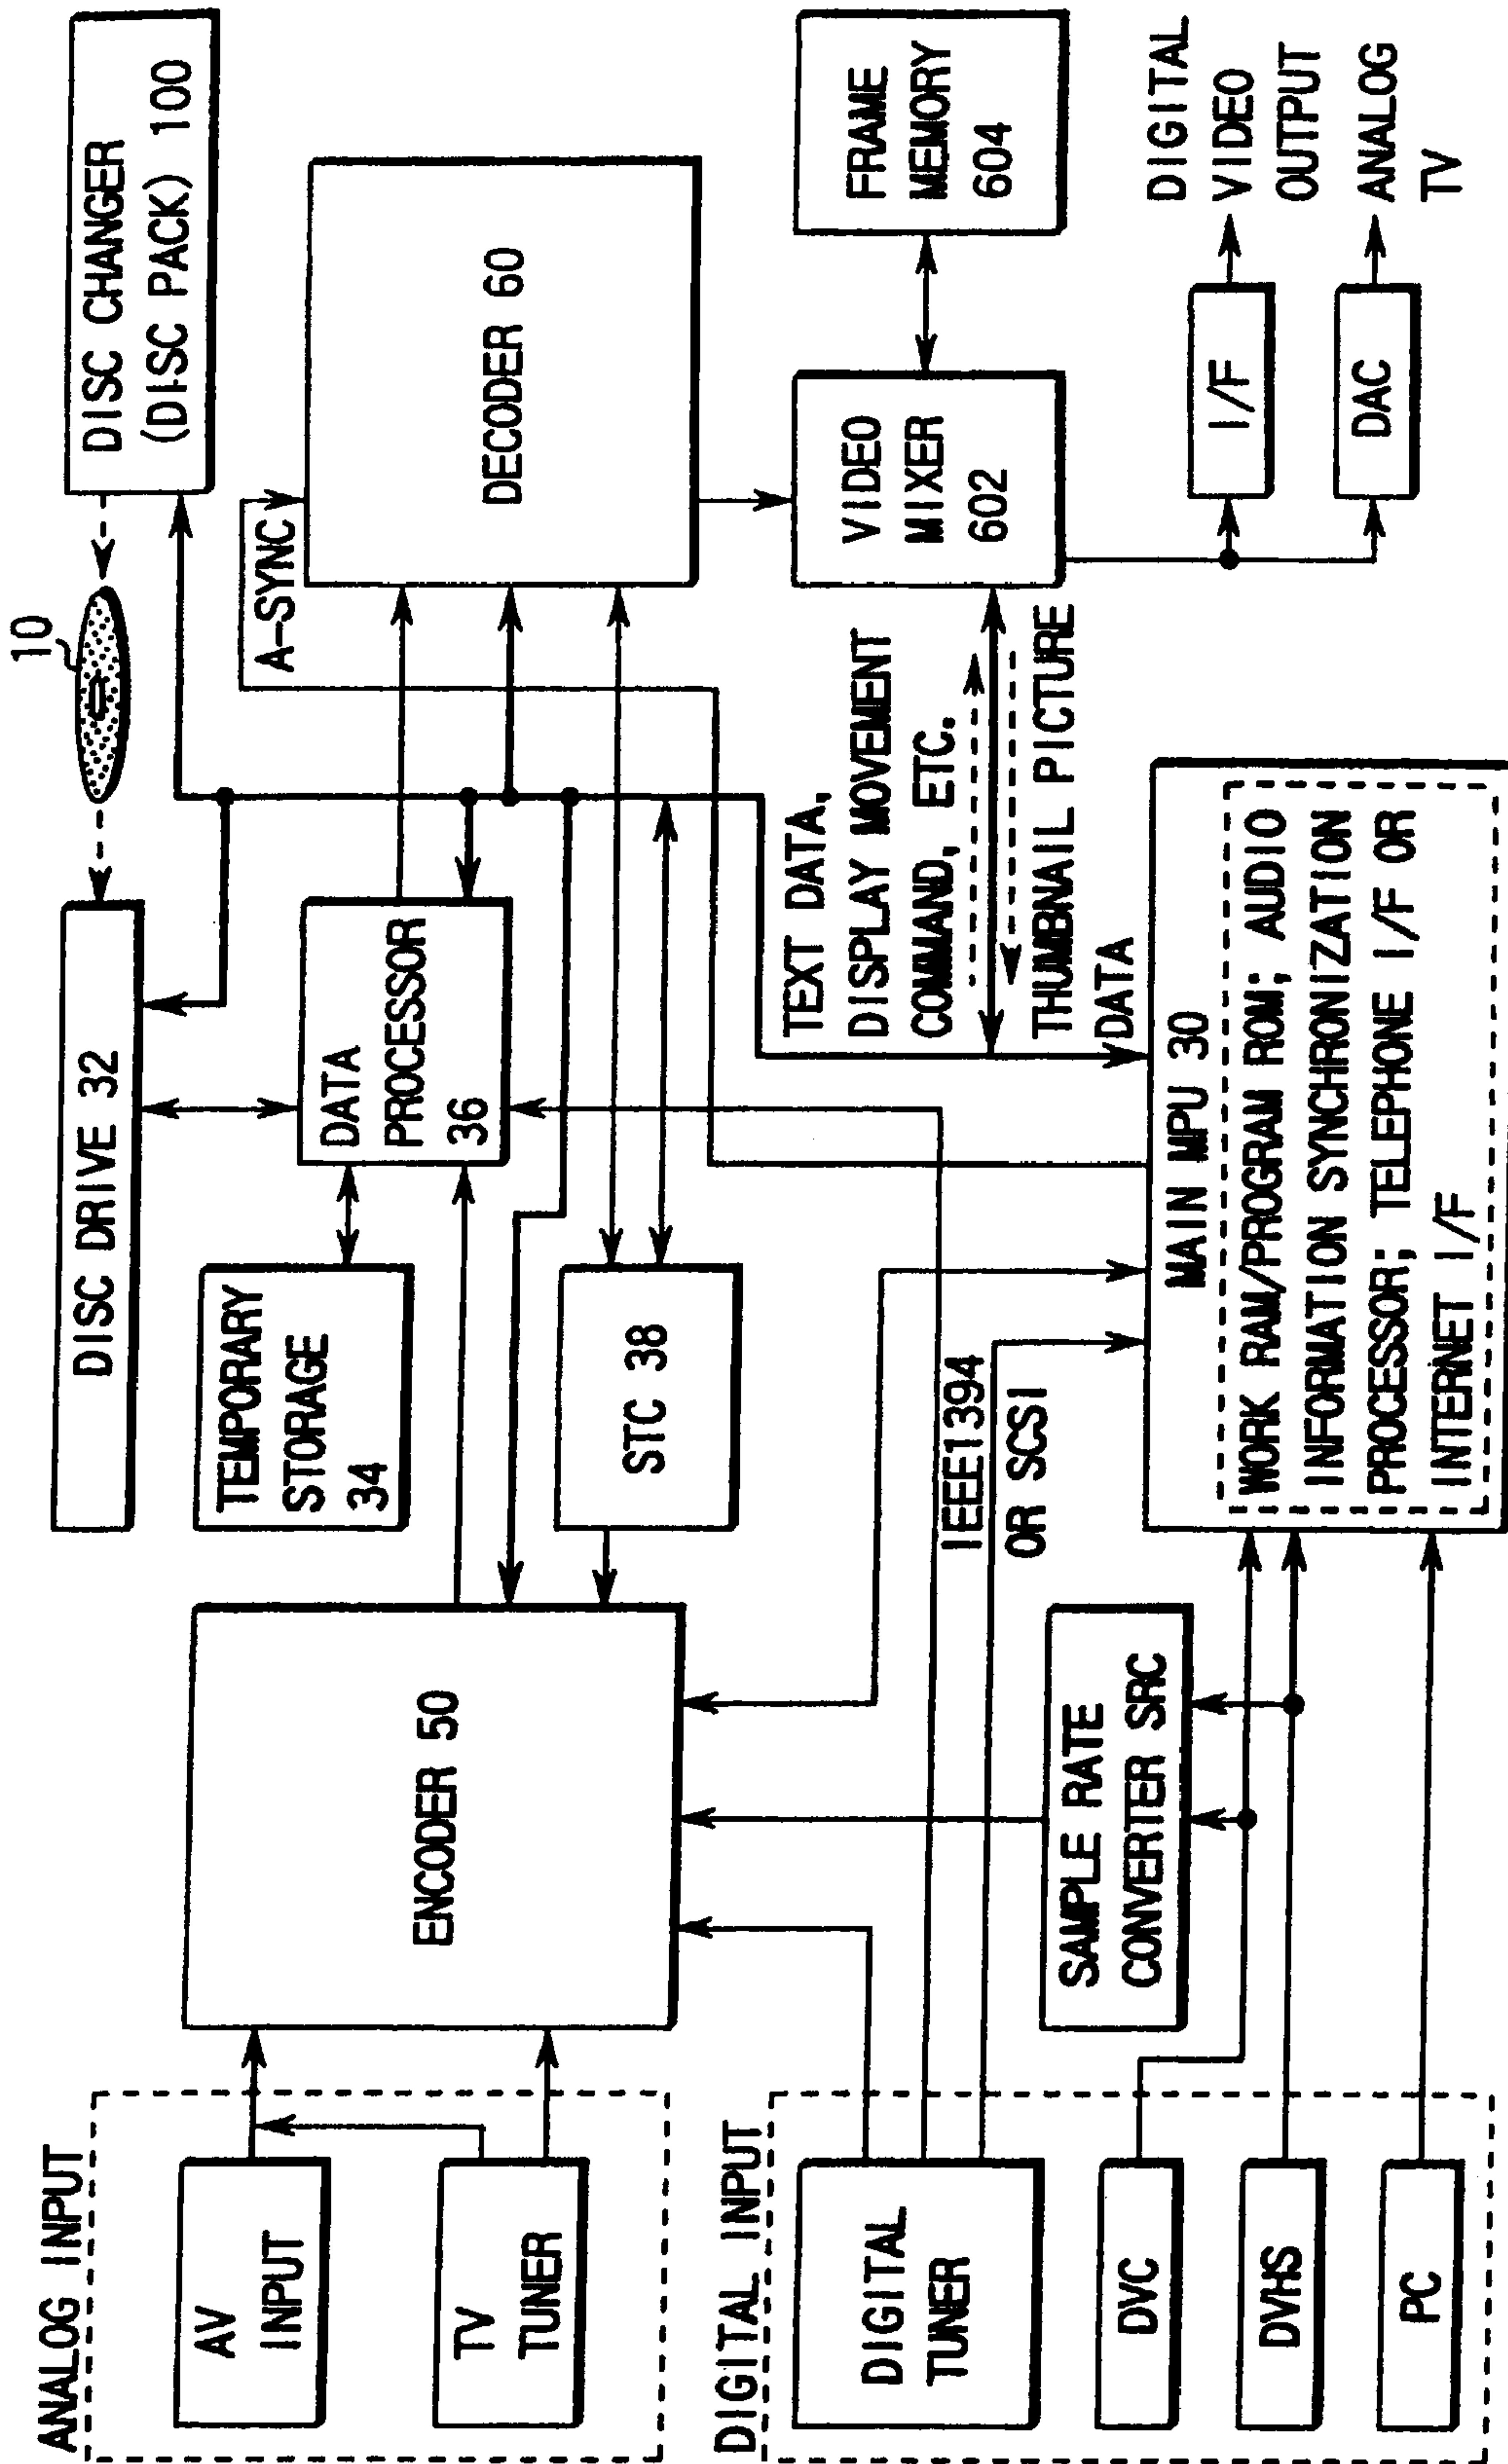 ANALOG INPUT
AV
INPUT
TV
TUNER
DIGITAL INPUT
DIGITAL
TUNER
DVC
DVHS
PC
ENCODER 50
SAMPLE RATE
CONVERTER SRC
DISC DRIVE 32
TEMPORARY
STORAGE
34
DATA
PROCESSOR
36
STC 38
IEEE1394
OR SCSI
MAIN MPU 30
WORK RAM/PROGRAM ROM; AUDIO
INFORMATION SYNCHRONIZATION
PROCESSOR; TELEPHONE I/F OR
INTERNET I/F
10
DISC CHANGER
(DISC PACK) 100
A-SYNC
DECODER 60
TEXT DATA,
DISPLAY MOVEMENT
COMMAND, ETC.
THUMBNAIL PICTURE
DATA
VIDEO
MIXER
602
FRAME
MEMORY
604
I/F
DAC
DIGITAL
VIDEO
OUTPUT
ANALOG
TV